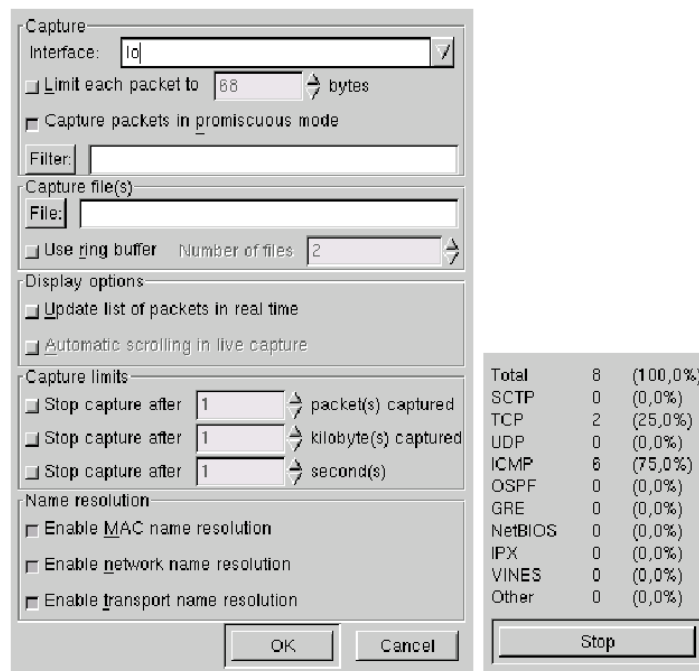 Capture
Interface: lo
Limit each packet to 68 bytes
Capture packets in promiscuous mode
Filter:
Capture file(s)
File:
Use ring buffer Number of files 2
Display options
Update list of packets in real time
Automatic scrolling in live capture
Capture limits
Stop capture after 1 packet(s) captured
Stop capture after 1 kilobyte(s) captured
Stop capture after 1 second(s)
Name resolution
Enable MAC name resolution
Enable network name resolution
Enable transport name resolution
OK Cancel
Total 8 (100,0%)
SCTP 0 (0,0%)
TCP 2 (25,0%)
UDP 0 (0,0%)
ICMP 6 (75,0%)
OSPF 0 (0,0%)
GRE 0 (0,0%)
NetBIOS 0 (0,0%)
IPX 0 (0,0%)
VINES 0 (0,0%)
Other 0 (0,0%)
Stop